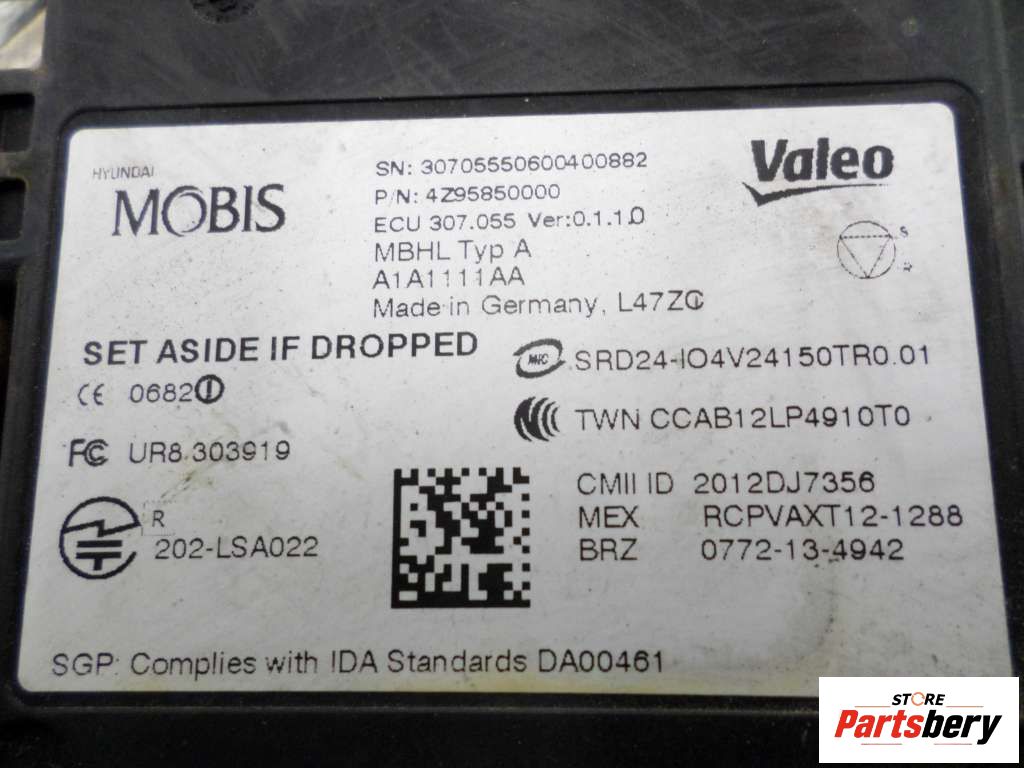 HYUNDAI
MOBIS
SN: 30705550600400882
P/N: 4Z95850000
ECU 307.055 Ver:0.1.1.0
MBHL Typ A
A1A1111AA
Made in Germany, L47Z0
Valeo
S
R
SET ASIDE IF DROPPED
CE 0682
FC UR8 303919
R
202-LSA022
MIC SRD24-IO4V24150TR0.01
TWN CCAB12LP4910T0
CMII ID 2012DJ7356
MEX RCPVAXT12-1288
BRZ 0772-13-4942
SGP: Complies with IDA Standards DA00461
STORE
Partsbery